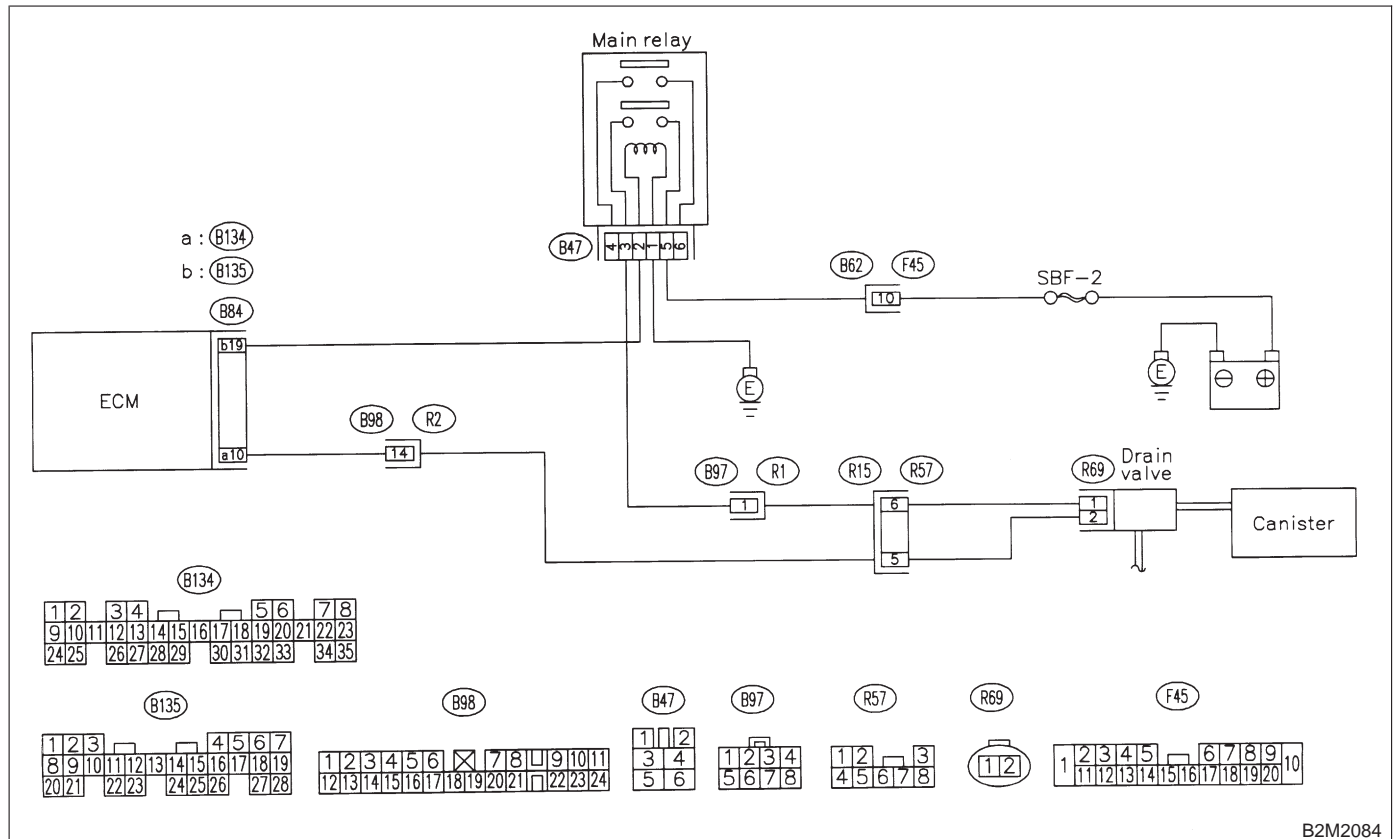 Main relay
4 3 2 1 5 6
B47
B62 F45
10
SBF-2
a : B134
b : B135
B84
b19
ECM
a10
B98 R2
14
E
E
⊖ ⊕
B97 R1
1
R15 R57
6
5
R69
1
2
Drain
valve
Canister
B134
1 2 3 4 5 6 7 8
9 10 11 12 13 14 15 16 17 18 19 20 21 22 23
24 25 26 27 28 29 30 31 32 33 34 35
B135
1 2 3 4 5 6 7
8 9 10 11 12 13 14 15 16 17 18 19
20 21 22 23 24 25 26 27 28
B98
1 2 3 4 5 6 7 8 9 10 11
12 13 14 15 16 17 18 19 20 21 22 23 24
B47
1 2
3 4
5 6
B97
1 2 3 4
5 6 7 8
R57
1 2 3
4 5 6 7 8
R69
1 2
F45
1 2 3 4 5 6 7 8 9 10
11 12 13 14 15 16 17 18 19 20
B2M2084